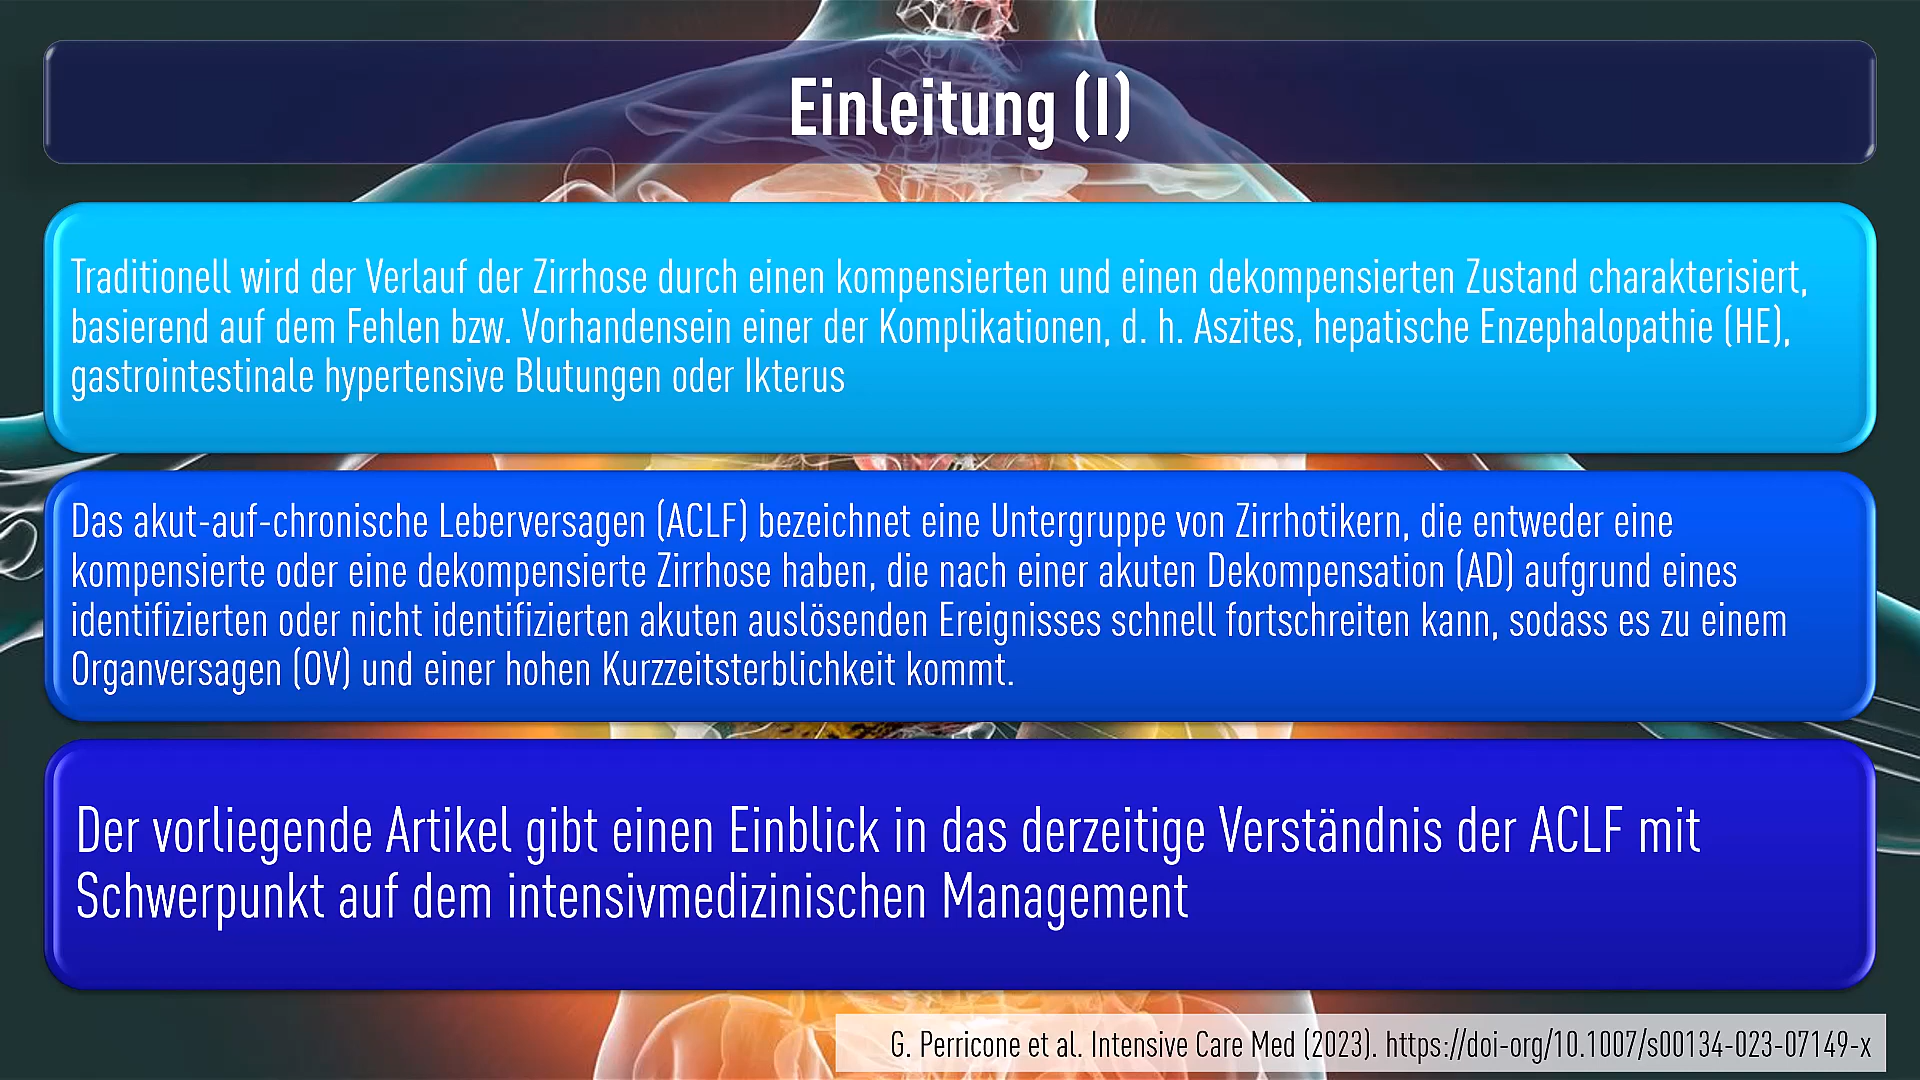 Einleitung (I)
Traditionell wird der Verlauf der Zirrhose durch einen kompensierten und einen dekompensierten Zustand charakterisiert,
basierend auf dem Fehlen bzw. Vorhandensein einer der Komplikationen, d. h. Aszites, hepatische Enzephalopathie (HE),
gastrointestinale hypertensive Blutungen oder Ikterus
Das akut-auf-chronische Leberversagen (ACLF) bezeichnet eine Untergruppe von Zirrhotikern, die entweder eine
kompensierte oder eine dekompensierte Zirrhose haben, die nach einer akuten Dekompensation (AD) aufgrund eines
identifizierten oder nicht identifizierten akuten auslösenden Ereignisses schnell fortschreiten kann, sodass es zu einem
Organversagen (OV) und einer hohen Kurzzeitsterblichkeit kommt.
Der vorliegende Artikel gibt einen Einblick in das derzeitige Verständnis der ACLF mit
Schwerpunkt auf dem intensivmedizinischen Management
G. Perricone et al. Intensive Care Med (2023). https://doi-org/10.1007/s00134-023-07149-x